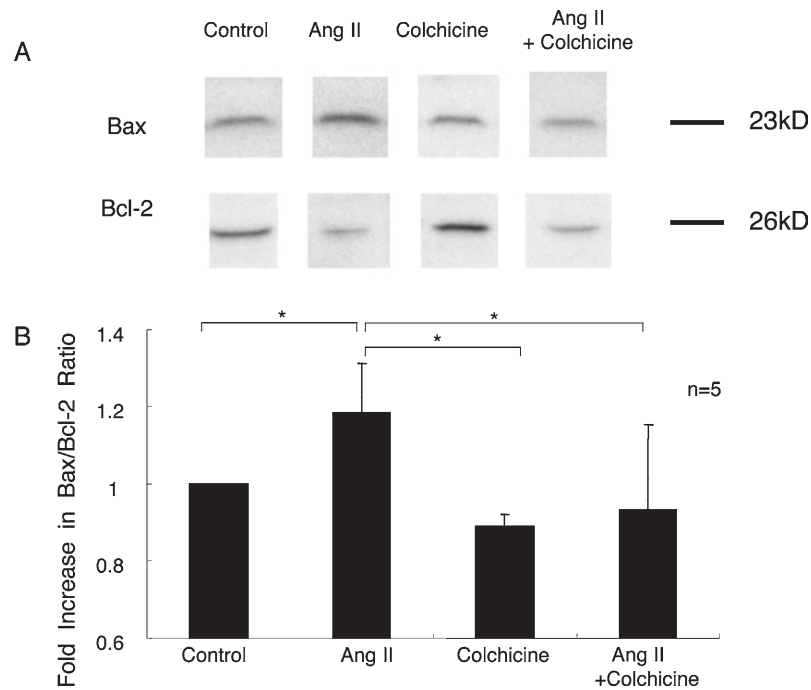 A
Control
Ang II
Colchicine
Ang II
+ Colchicine
Bax
23kD
Bcl-2
26kD
B
Fold Increase in Bax/Bcl-2 Ratio
1.4
1.2
1
0.8
0.6
*
*
*
n=5
Control
Ang II
Colchicine
Ang II
+Colchicine